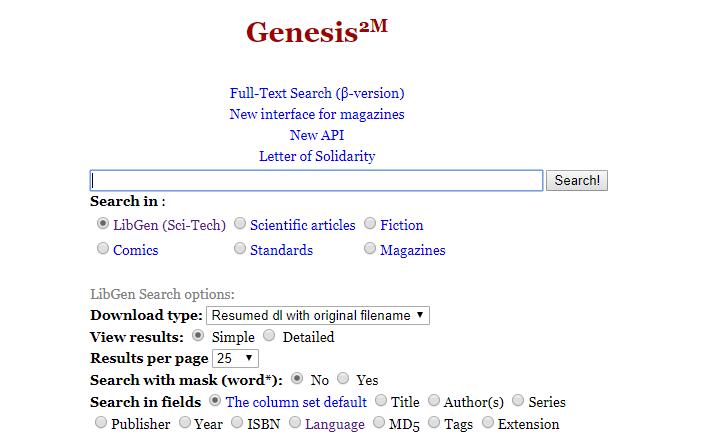 Genesis²ᴹ
Full-Text Search (β-version)
New interface for magazines
New API
Letter of Solidarity
Search!
Search in :
LibGen (Sci-Tech) Scientific articles Fiction
Comics Standards Magazines
LibGen Search options:
Download type: Resumed dl with original filename
View results: Simple Detailed
Results per page 25
Search with mask (word*): No Yes
Search in fields The column set default Title Author(s) Series
Publisher Year ISBN Language MD5 Tags Extension